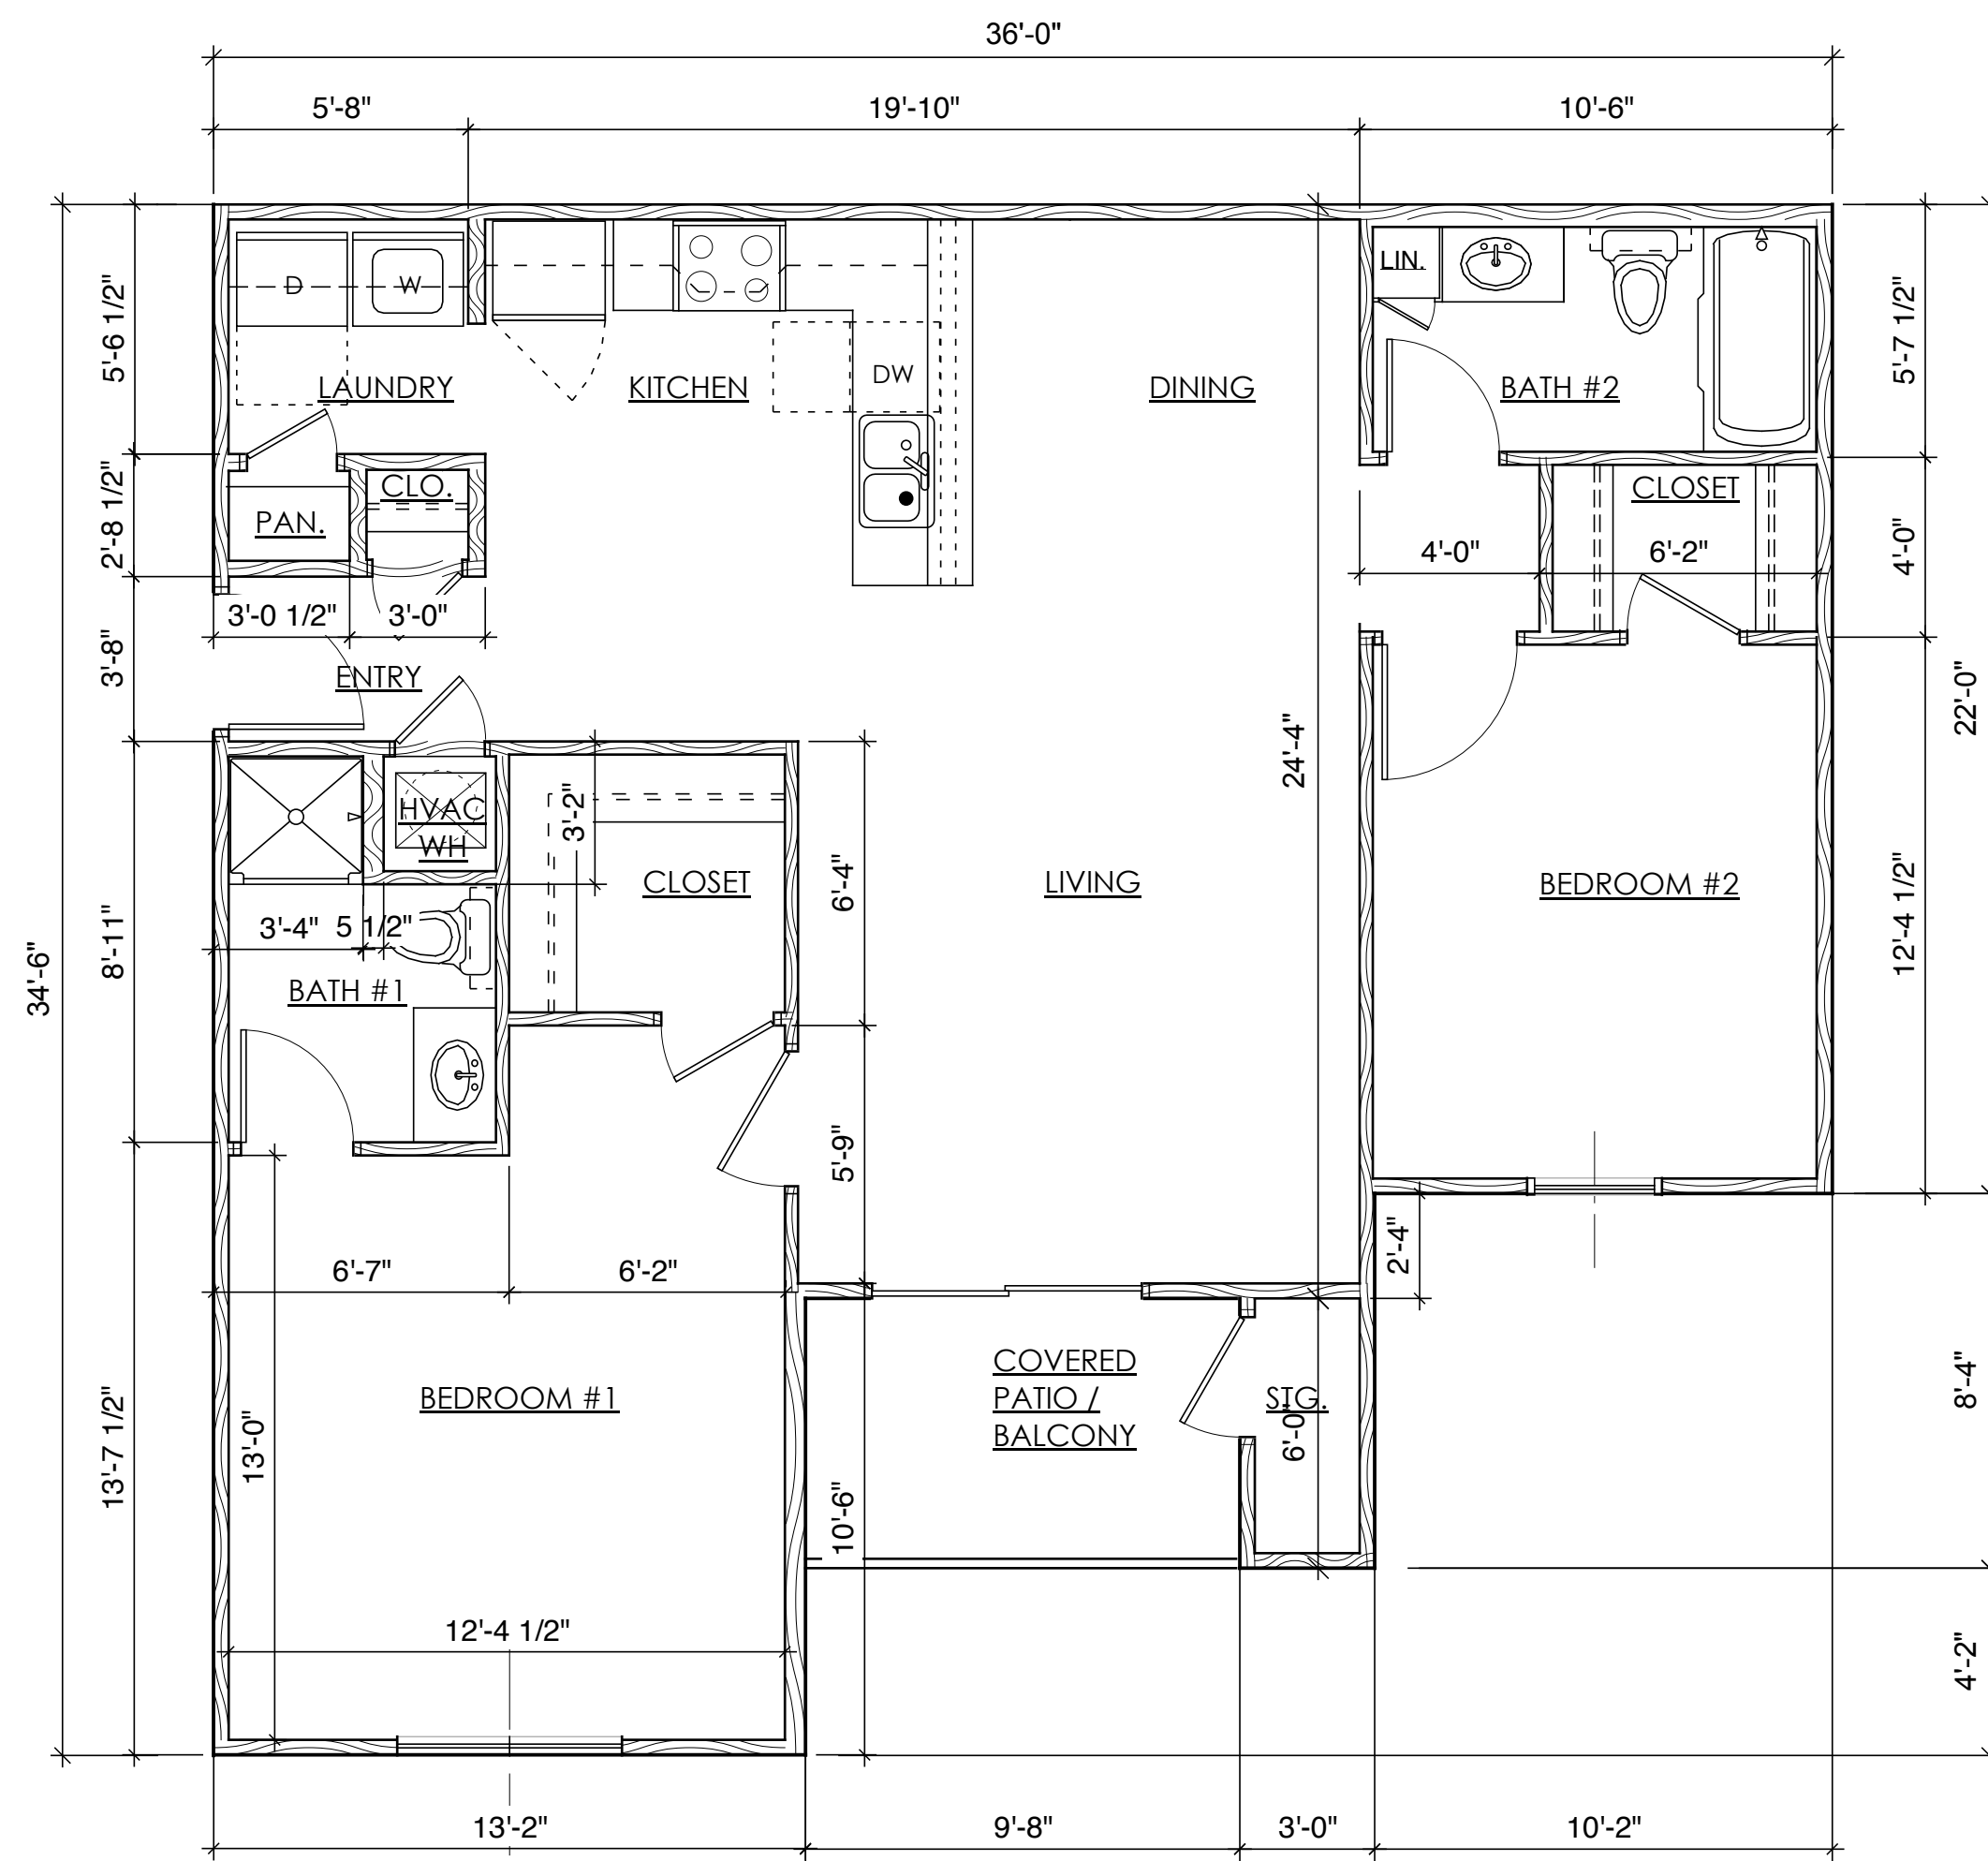 36'-0"
5'-8"
19'-10"
10'-6"
D
W
LIN.
5'-6 1/2"
5'-7 1/2"
LAUNDRY
KITCHEN
DW
DINING
BATH #2
CLO.
CLOSET
PAN.
2'-8 1/2"
4'-0"
6'-2"
4'-0"
3'-0 1/2"
3'-0"
3'-8"
ENTRY
22'-0"
24'-4"
HVAC
WH
3'-2"
CLOSET
6'-4"
LIVING
BEDROOM #2
12'-4 1/2"
3'-4"
5 1/2"
8'-11"
34'-6"
BATH #1
5'-9"
2'-4"
6'-7"
6'-2"
COVERED
PATIO /
BALCONY
STG.
6'-0"
8'-4"
BEDROOM #1
13'-0"
13'-7 1/2"
10'-6"
12'-4 1/2"
4'-2"
13'-2"
9'-8"
3'-0"
10'-2"